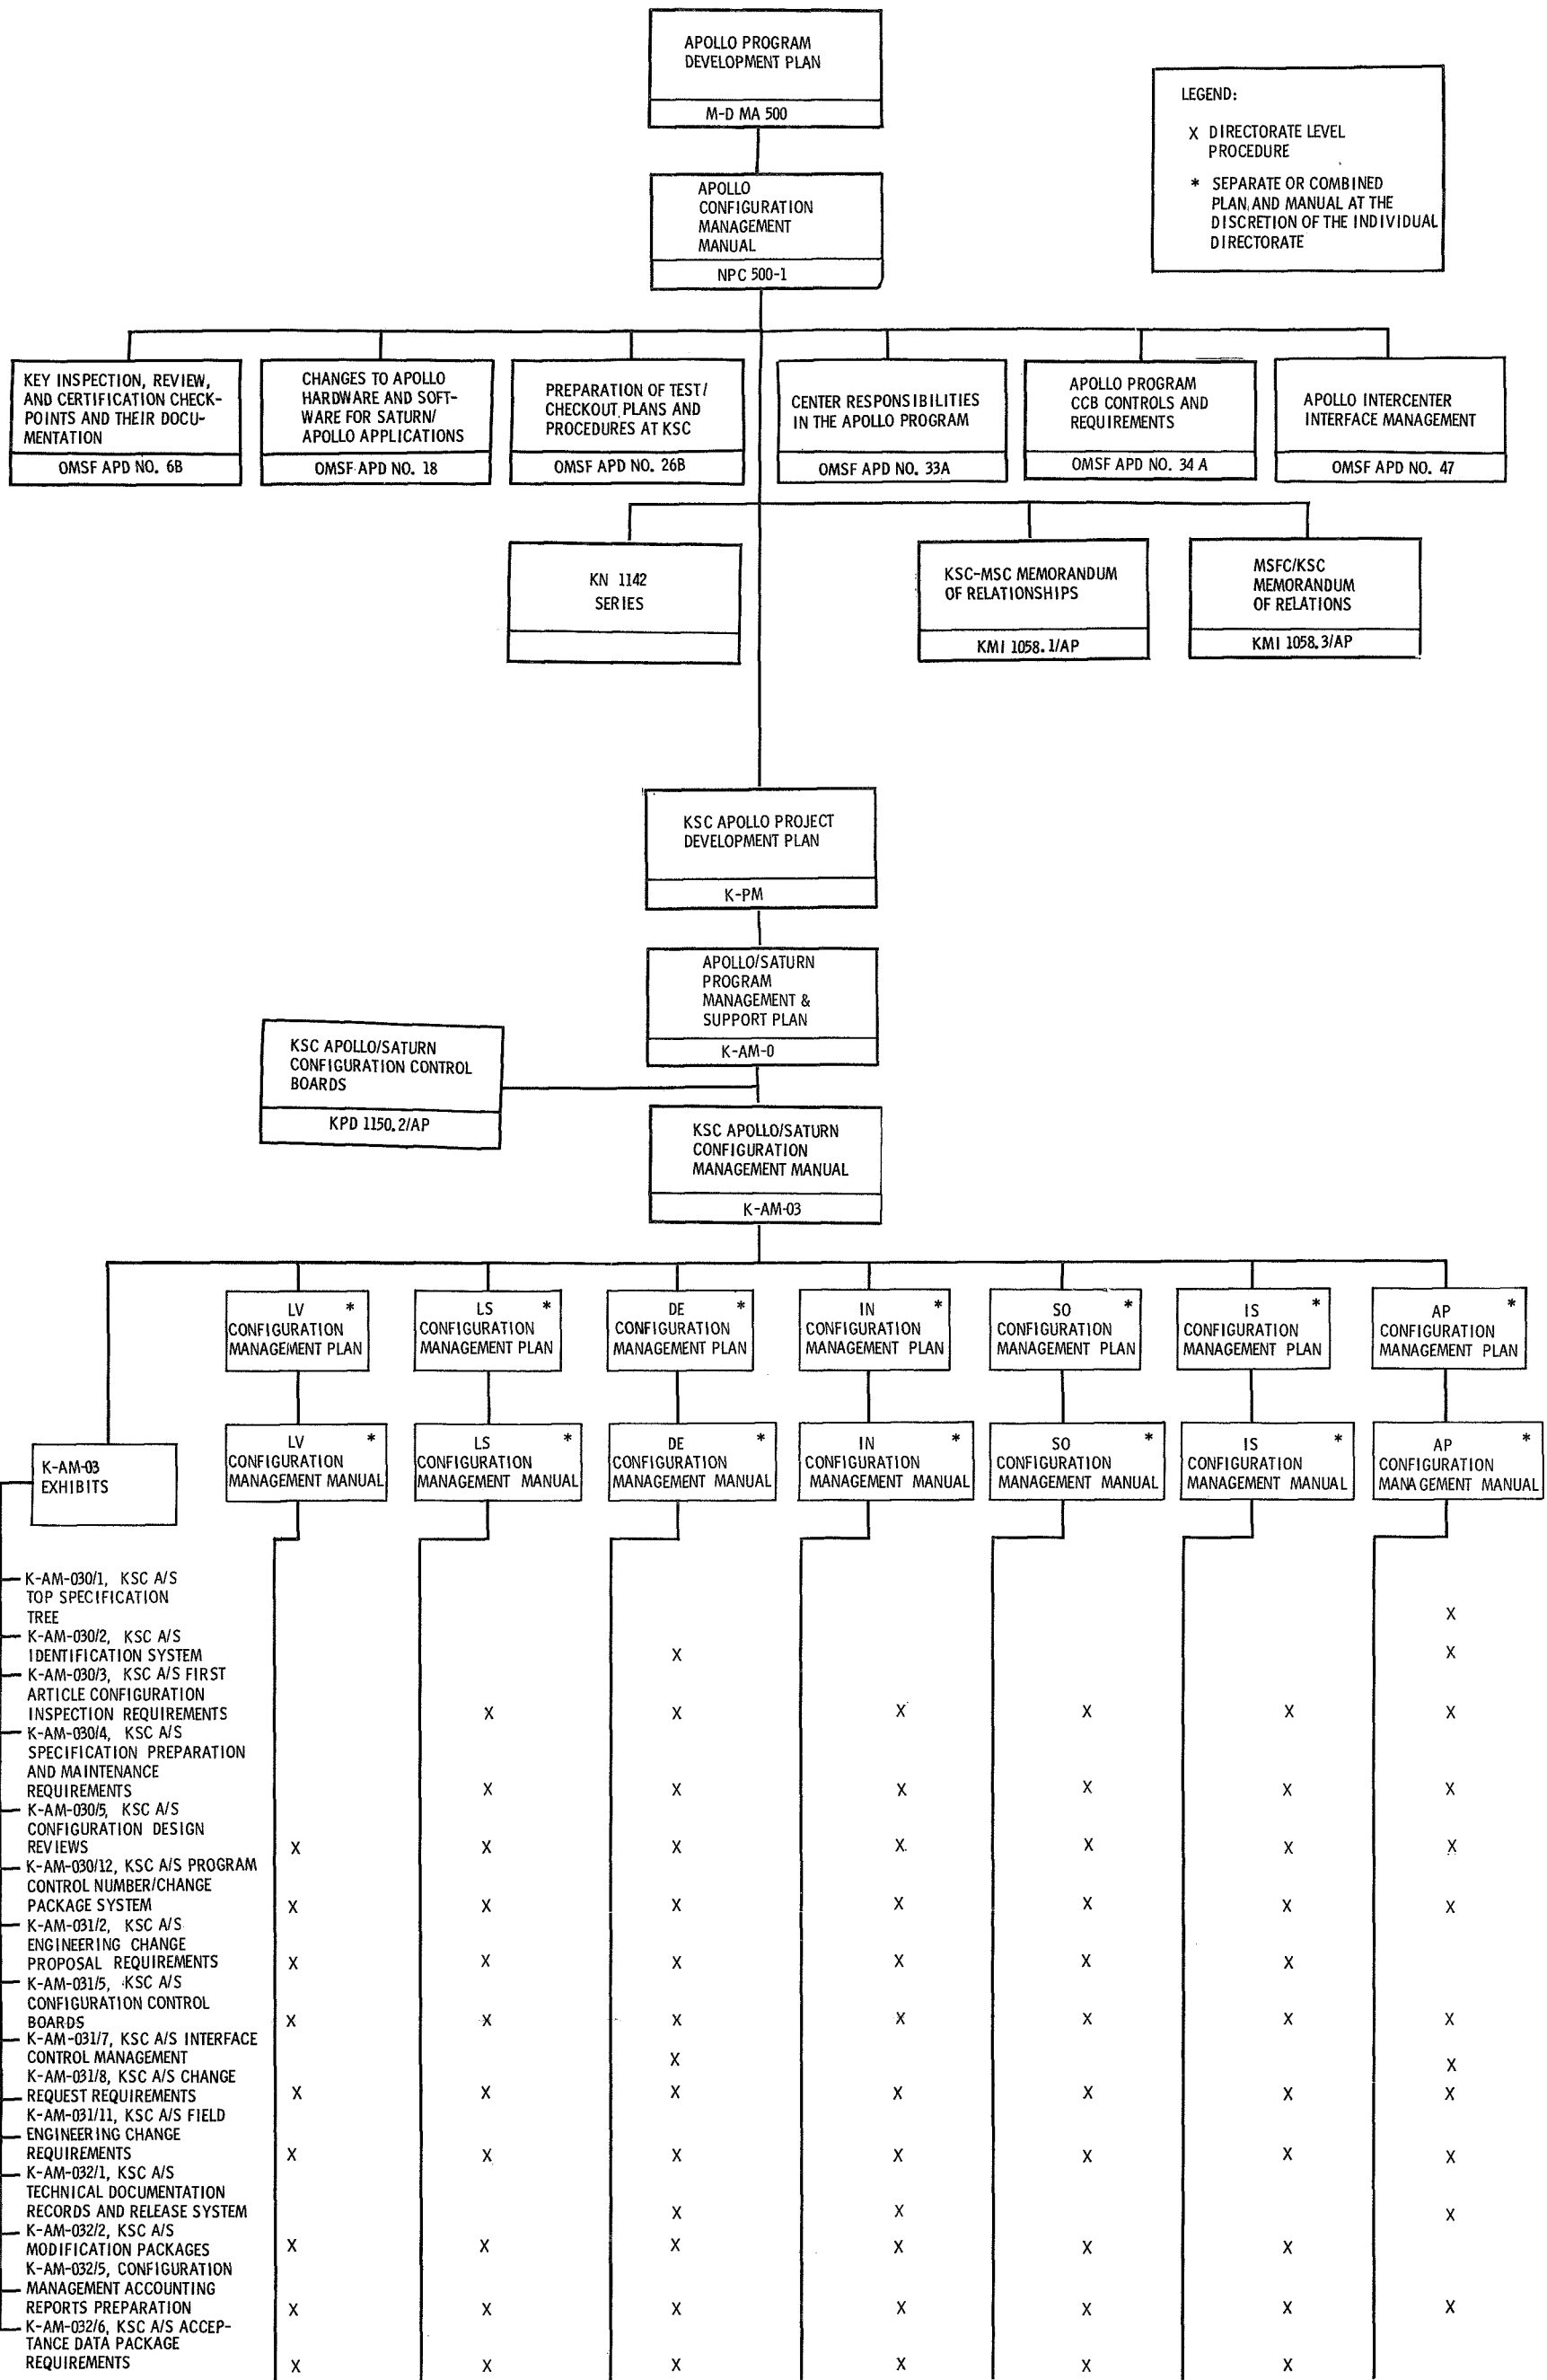 APOLLO PROGRAM
DEVELOPMENT PLAN
M-D MA 500
LEGEND:
X DIRECTORATE LEVEL
PROCEDURE
* SEPARATE OR COMBINED
PLAN AND MANUAL AT THE
DISCRETION OF THE INDIVIDUAL
DIRECTORATE
APOLLO
CONFIGURATION
MANAGEMENT
MANUAL
NPC 500-1
KEY INSPECTION, REVIEW,
AND CERTIFICATION CHECK-
POINTS AND THEIR DOCU-
MENTATION
OMSF APD NO. 6B
CHANGES TO APOLLO
HARDWARE AND SOFT-
WARE FOR SATURN/
APOLLO APPLICATIONS
OMSF APD NO. 18
PREPARATION OF TEST/
CHECKOUT PLANS AND
PROCEDURES AT KSC
OMSF APD NO. 26B
CENTER RESPONSIBILITIES
IN THE APOLLO PROGRAM
OMSF APD NO. 33A
APOLLO PROGRAM
CCB CONTROLS AND
REQUIREMENTS
OMSF APD NO. 34 A
APOLLO INTERCENTER
INTERFACE MANAGEMENT
OMSF APD NO. 47
KN 1142
SERIES
KSC-MSC MEMORANDUM
OF RELATIONSHIPS
KMI 1058.1/AP
MSFC/KSC
MEMORANDUM
OF RELATIONS
KMI 1058.3/AP
KSC APOLLO PROJECT
DEVELOPMENT PLAN
K-PM
APOLLO/SATURN
PROGRAM
MANAGEMENT &
SUPPORT PLAN
K-AM-0
KSC APOLLO/SATURN
CONFIGURATION CONTROL
BOARDS
KPD 1150.2/AP
KSC APOLLO/SATURN
CONFIGURATION
MANAGEMENT MANUAL
K-AM-03
LV *
CONFIGURATION
MANAGEMENT PLAN
LS *
CONFIGURATION
MANAGEMENT PLAN
DE *
CONFIGURATION
MANAGEMENT PLAN
IN *
CONFIGURATION
MANAGEMENT PLAN
SO *
CONFIGURATION
MANAGEMENT PLAN
IS *
CONFIGURATION
MANAGEMENT PLAN
AP *
CONFIGURATION
MANAGEMENT PLAN
K-AM-03
EXHIBITS
LV *
CONFIGURATION
MANAGEMENT MANUAL
LS *
CONFIGURATION
MANAGEMENT MANUAL
DE *
CONFIGURATION
MANAGEMENT MANUAL
IN *
CONFIGURATION
MANAGEMENT MANUAL
SO *
CONFIGURATION
MANAGEMENT MANUAL
IS *
CONFIGURATION
MANAGEMENT MANUAL
AP *
CONFIGURATION
MANAGEMENT MANUAL
K-AM-030/1, KSC A/S
TOP SPECIFICATION
TREE X
K-AM-030/2, KSC A/S
IDENTIFICATION SYSTEM X X
K-AM-030/3, KSC A/S FIRST
ARTICLE CONFIGURATION
INSPECTION REQUIREMENTS X X X X X X
K-AM-030/4, KSC A/S
SPECIFICATION PREPARATION
AND MAINTENANCE
REQUIREMENTS X X X X X X
K-AM-030/5, KSC A/S
CONFIGURATION DESIGN
REVIEWS X X X X X X X
K-AM-030/12, KSC A/S PROGRAM
CONTROL NUMBER/CHANGE
PACKAGE SYSTEM X X X X X X X
K-AM-031/2, KSC A/S
ENGINEERING CHANGE
PROPOSAL REQUIREMENTS X X X X X X
K-AM-031/5, KSC A/S
CONFIGURATION CONTROL
BOARDS X X X X X X X
K-AM-031/7, KSC A/S INTERFACE
CONTROL MANAGEMENT X X
K-AM-031/8, KSC A/S CHANGE
REQUEST REQUIREMENTS X X X X X X X
K-AM-031/11, KSC A/S FIELD
ENGINEERING CHANGE
REQUIREMENTS X X X X X X X
K-AM-032/1, KSC A/S
TECHNICAL DOCUMENTATION
RECORDS AND RELEASE SYSTEM X X X
K-AM-032/2, KSC A/S
MODIFICATION PACKAGES X X X X X X
K-AM-032/5, CONFIGURATION
MANAGEMENT ACCOUNTING
REPORTS PREPARATION X X X X X X X
K-AM-032/6, KSC A/S ACCEP-
TANCE DATA PACKAGE
REQUIREMENTS X X X X X X